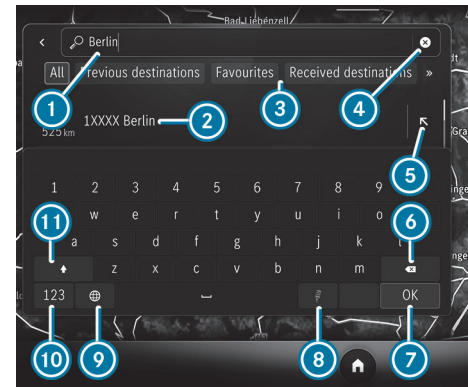 Bad Liebenzell
Berlin
All Previous destinations Favourites Received destinations »
1 2 3 4
1XXXX Berlin
525 km
5
1 2 3 4 5 6 7 8 9
11 6
w e r t y u i o
a s d f g h j k l
z x c v b n m
123 OK
10 9 8 7